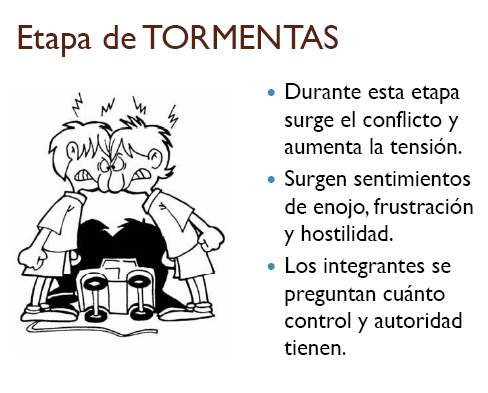 Etapa de TORMENTAS
• Durante esta etapa
surge el conflicto y
aumenta la tensión.
• Surgen sentimientos
de enojo, frustración
y hostilidad.
• Los integrantes se
preguntan cuánto
control y autoridad
tienen.